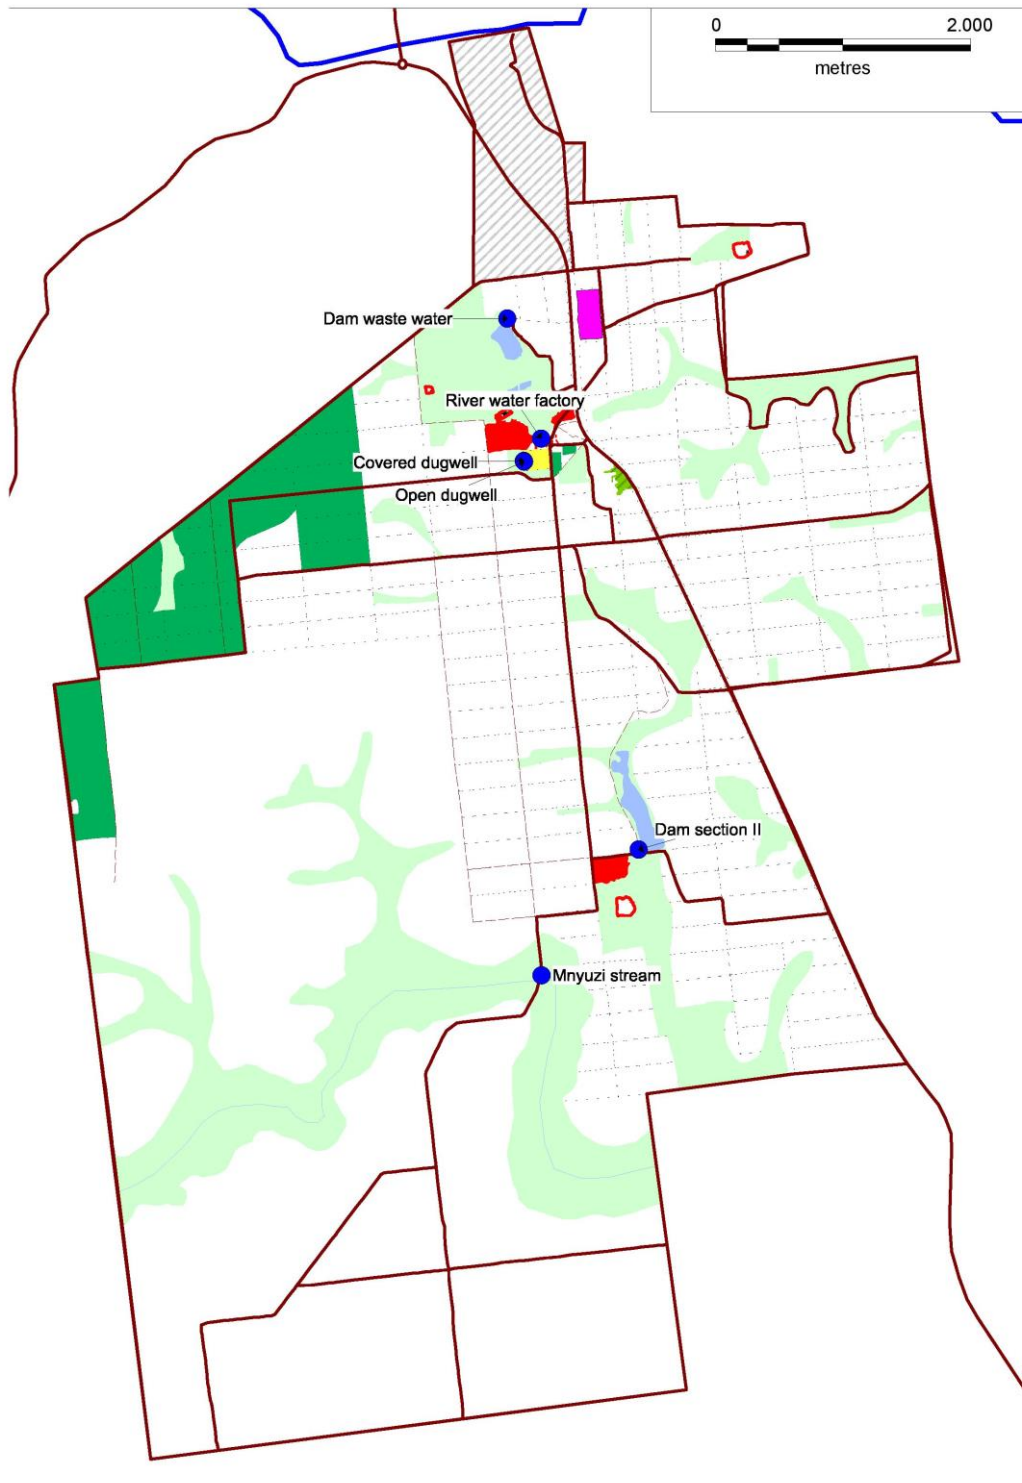 0 2.000
metres
Dam waste water
River water factory
Covered dugwell
Open dugwell
Dam section II
Mnyuzi stream